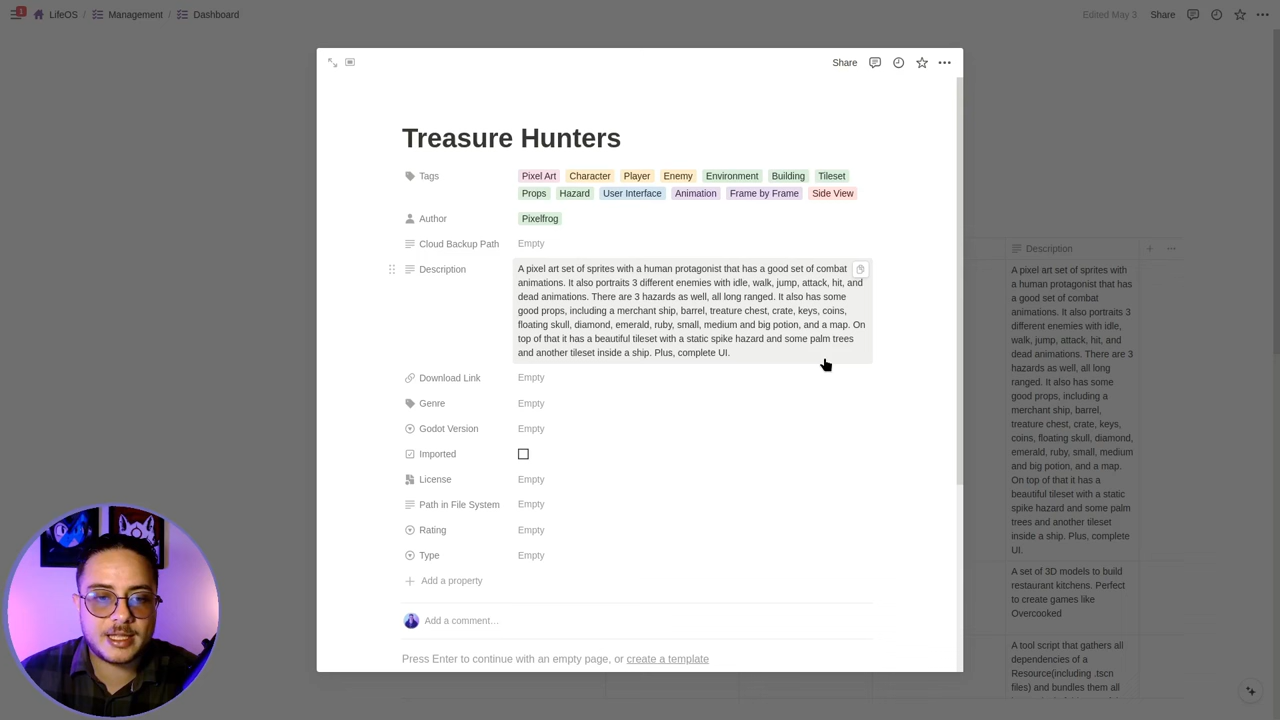 1
LifeOS / Management / Dashboard
Edited May 3 Share
Share
Treasure Hunters
Tags Pixel Art Character Player Enemy Environment Building Tileset
Props Hazard User Interface Animation Frame by Frame Side View
Author Pixelfrog
Cloud Backup Path Empty
Description A pixel art set of sprites with a human protagonist that has a good set of combat
animations. It also portraits 3 different enemies with idle, walk, jump, attack, hit, and
dead animations. There are 3 hazards as well, all long ranged. It also has some
good props, including a merchant ship, barrel, treature chest, crate, keys, coins,
floating skull, diamond, emerald, ruby, small, medium and big potion, and a map. On
top of that it has a beautiful tileset with a static spike hazard and some palm trees
and another tileset inside a ship. Plus, complete UI.
Download Link Empty
Genre Empty
Godot Version Empty
Imported
License Empty
Path in File System Empty
Rating Empty
Type Empty
Add a property
Add a comment…
Press Enter to continue with an empty page, or create a template
Description
A pixel art set of sprites with
a human protagonist that has
a good set of combat
animations. It also portraits 3
different enemies with idle,
walk, jump, attack, hit, and
dead animations. There are 3
hazards as well, all long
ranged. It also has some
good props, including a
merchant ship, barrel,
treature chest, crate, keys,
coins, floating skull, diamond,
emerald, ruby, small, medium
and big potion, and a map.
On top of that it has a
beautiful tileset with a static
spike hazard and some palm
trees and another tileset
inside a ship. Plus, complete
UI.
A set of 3D models to build
restaurant kitchens. Perfect
to create games like
Overcooked
A tool script that gathers all
dependencies of a
Resource(including .tscn
files) and bundles them all